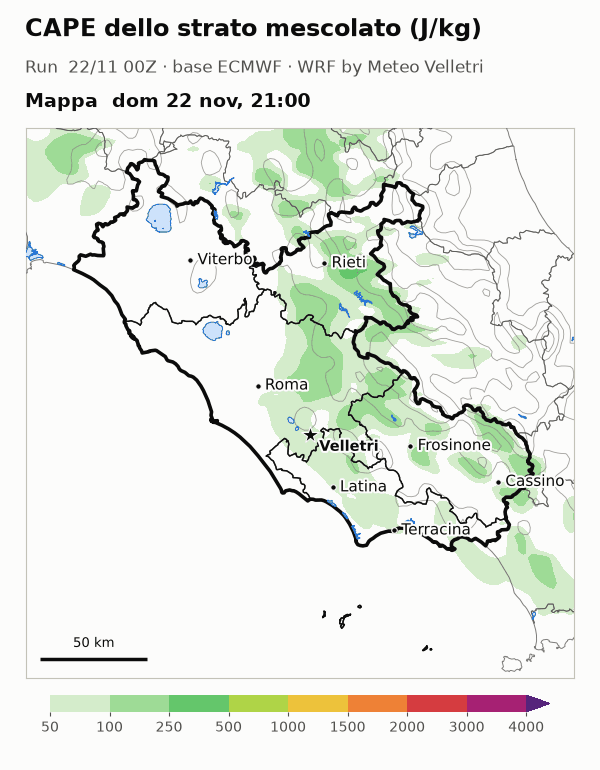 CAPE dello strato mescolato (J/kg)
Run  22/11 00Z · base ECMWF · WRF by Meteo Velletri
Mappa  dom 22 nov, 21:00
Viterbo
Rieti
Roma
Velletri
Frosinone
Cassino
Latina
Terracina
50 km
50 100 250 500 1000 1500 2000 3000 4000